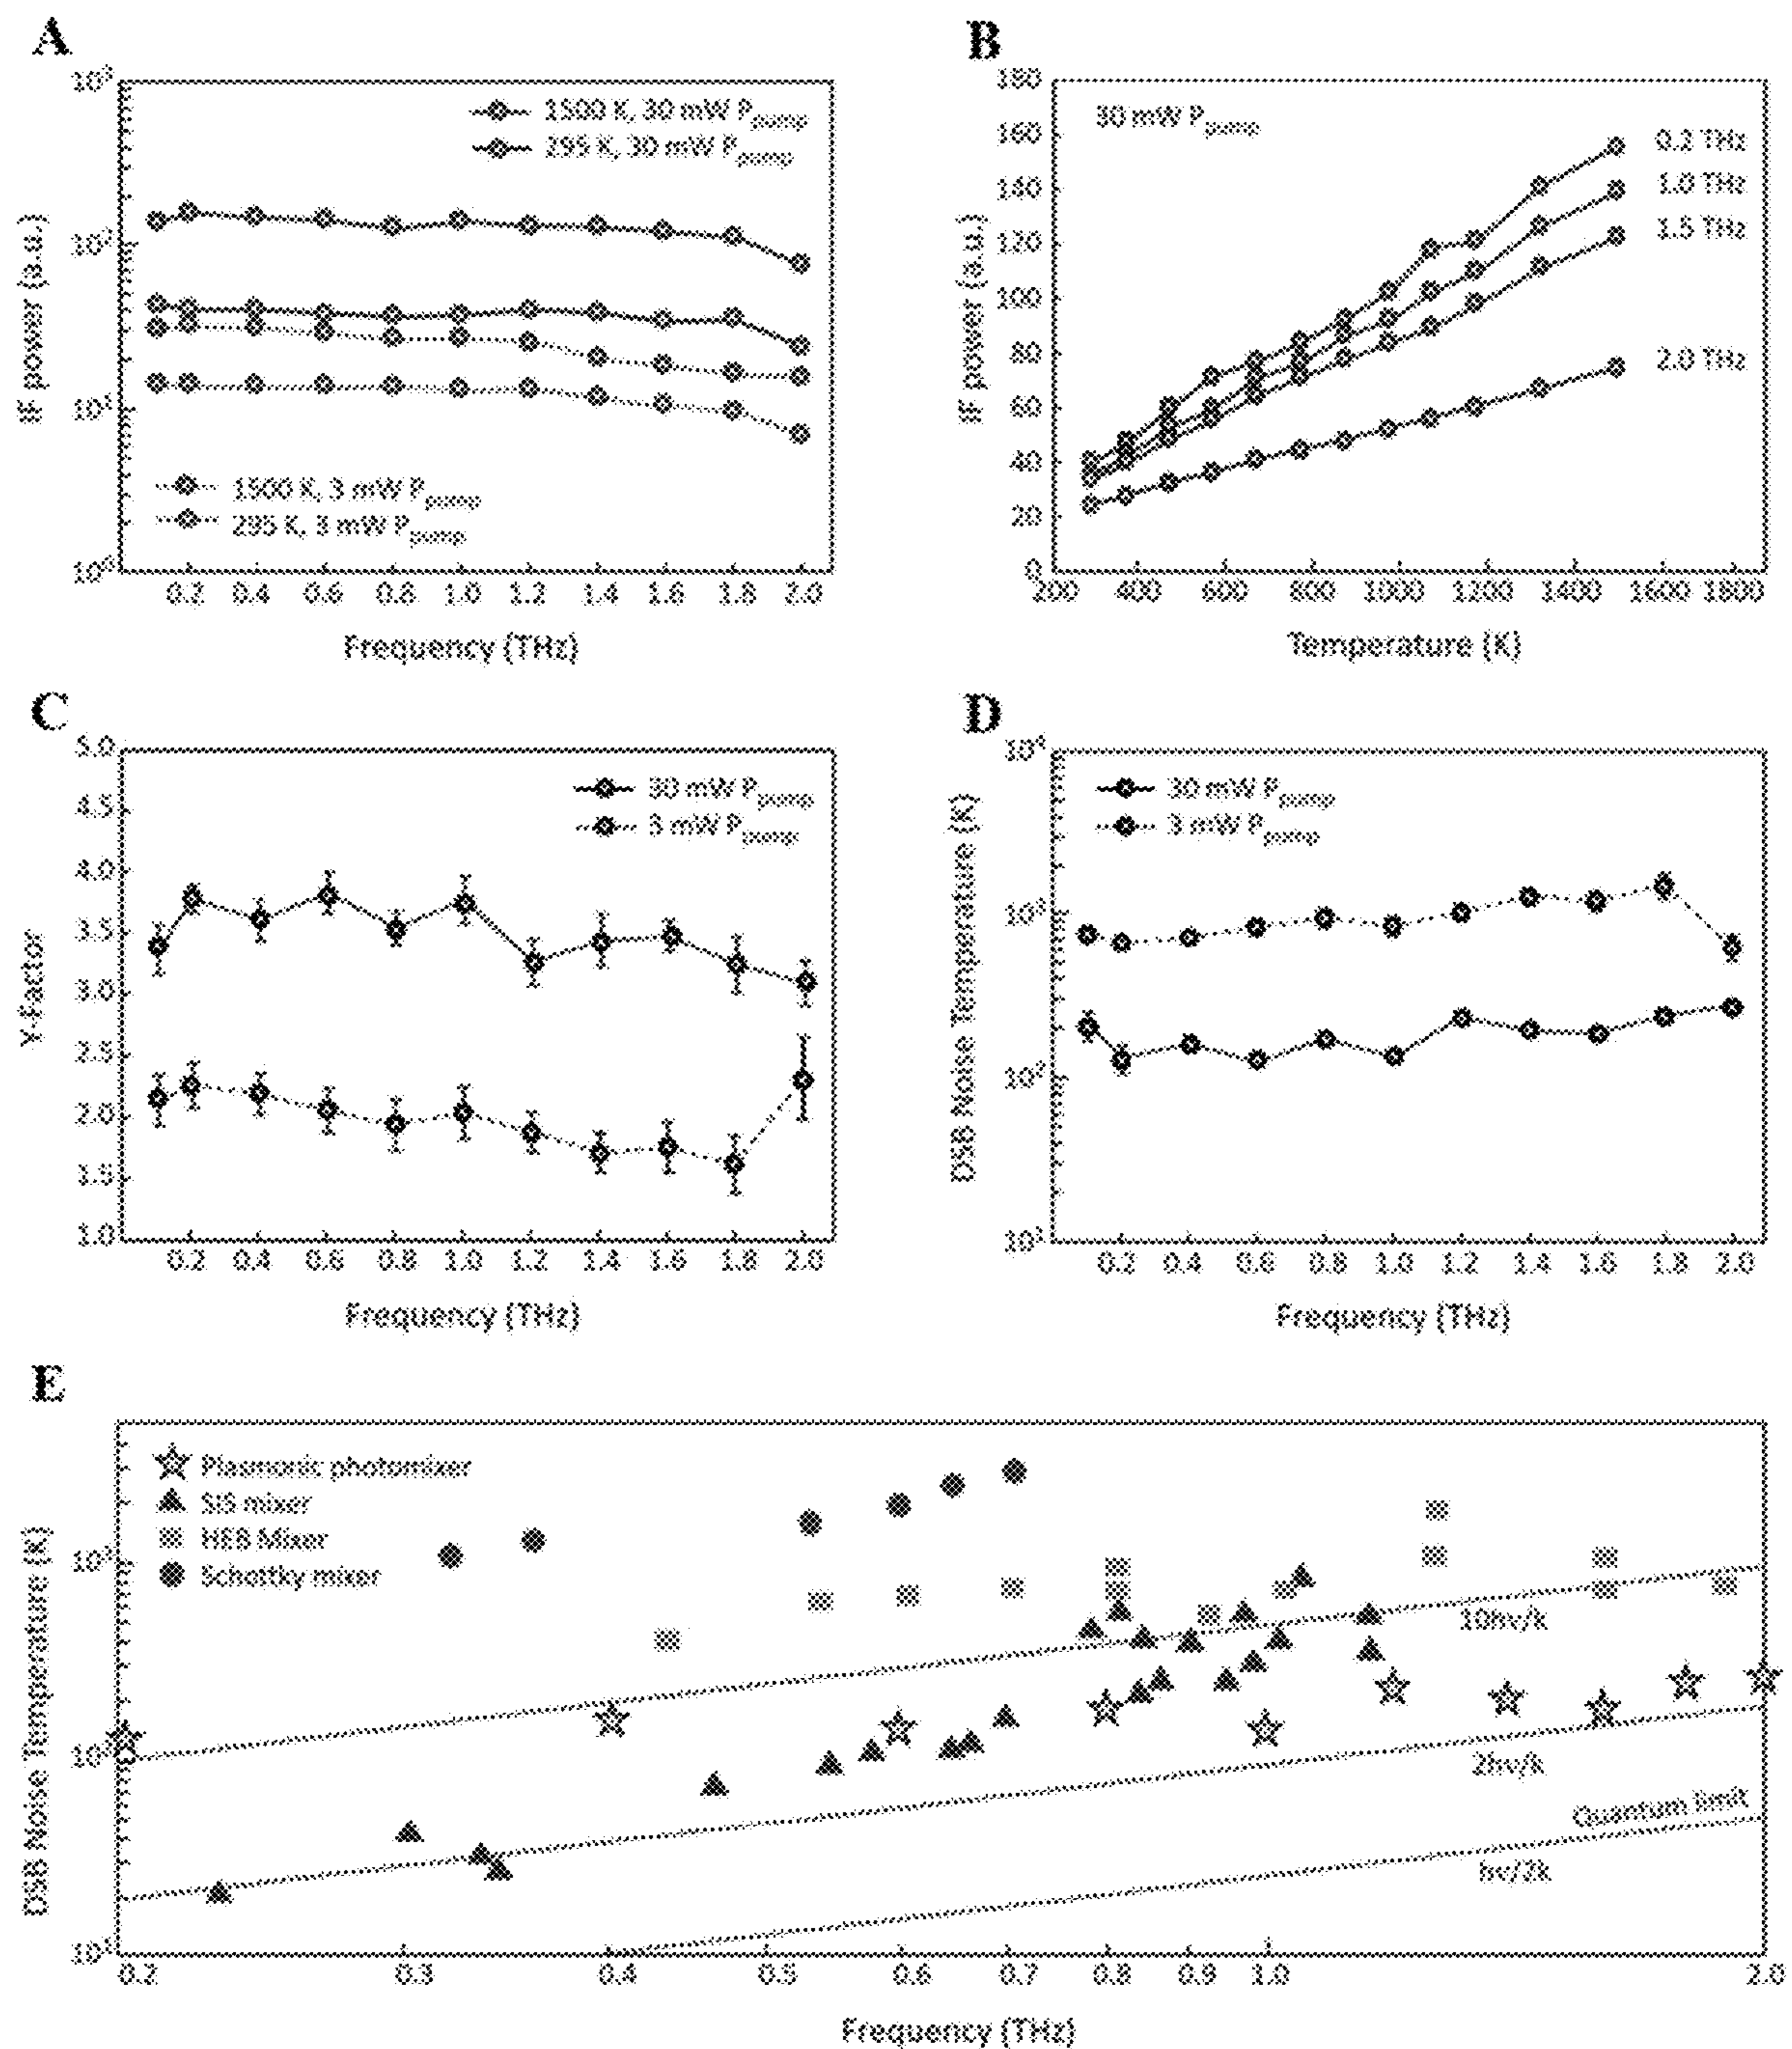 A
10³
10²
10¹
10⁰
IF power (a.u.)
1500 K, 30 mW Ppump
295 K, 30 mW Ppump
1500 K, 3 mW Ppump
295 K, 3 mW Ppump
0.2 0.4 0.6 0.8 1.0 1.2 1.4 1.6 1.8 2.0
Frequency (THz)
B
180
160
140
120
100
80
60
40
20
0
IF power (a.u.)
30 mW Ppump
0.2 THz
1.0 THz
1.5 THz
2.0 THz
200 400 600 800 1000 1200 1400 1600 1800
Temperature (K)
C
5.0
4.5
4.0
3.5
3.0
2.5
2.0
1.5
1.0
Y-Factor
30 mW Ppump
3 mW Ppump
0.2 0.4 0.6 0.8 1.0 1.2 1.4 1.6 1.8 2.0
Frequency (THz)
D
10⁴
10³
10²
10¹
DSB Noise Temperature (K)
30 mW Ppump
3 mW Ppump
0.2 0.4 0.6 0.8 1.0 1.2 1.4 1.6 1.8 2.0
Frequency (THz)
E
DSB Noise Temperature (K)
Plasmonic photomixer
SIS mixer
HEB Mixer
Schottky mixer
10³
10²
10¹
10hv/k
2hv/k
Quantum limit
hv/2k
0.2 0.3 0.4 0.5 0.6 0.7 0.8 0.9 1.0 2.0
Frequency (THz)